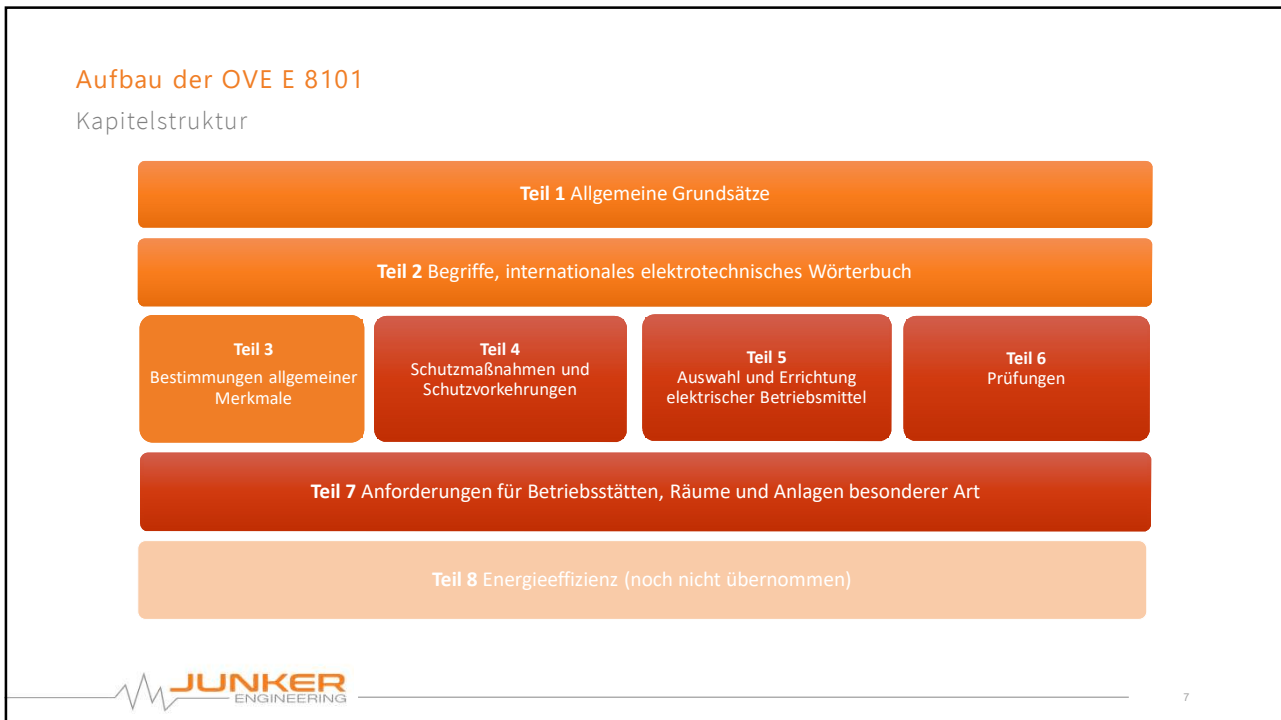 Aufbau der OVE E 8101
Kapitelstruktur
Teil 1 Allgemeine Grundsätze
Teil 2 Begriffe, internationales elektrotechnisches Wörterbuch
Teil 3
Bestimmungen allgemeiner
Merkmale
Teil 4
Schutzmaßnahmen und
Schutzvorkehrungen
Teil 5
Auswahl und Errichtung
elektrischer Betriebsmittel
Teil 6
Prüfungen
Teil 7 Anforderungen für Betriebsstätten, Räume und Anlagen besonderer Art
Teil 8 Energieeffizienz (noch nicht übernommen)
JUNKER
ENGINEERING
7